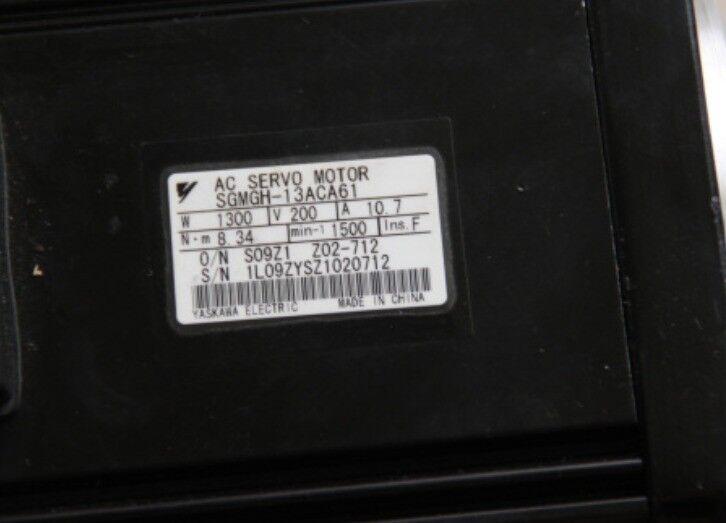 AC SERVO MOTOR
SGMGH-13ACA61
W 1300 V 200 A 10.7
N·m 8.34 min-1 1500 Ins.F
O/N S09Z1 Z02-712
S/N 1L09ZYSZ1020712
YASKAWA ELECTRIC MADE IN CHINA